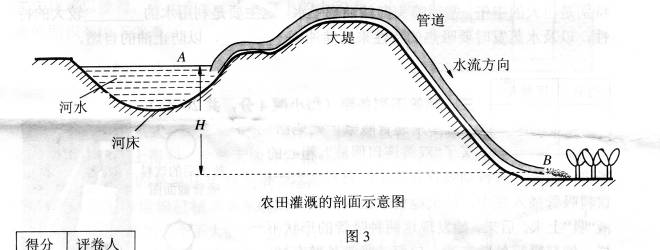 管道
A
大堤
水流方向
河水
H
河床
B
农田灌溉的剖面示意图
图 3
得分 评卷人